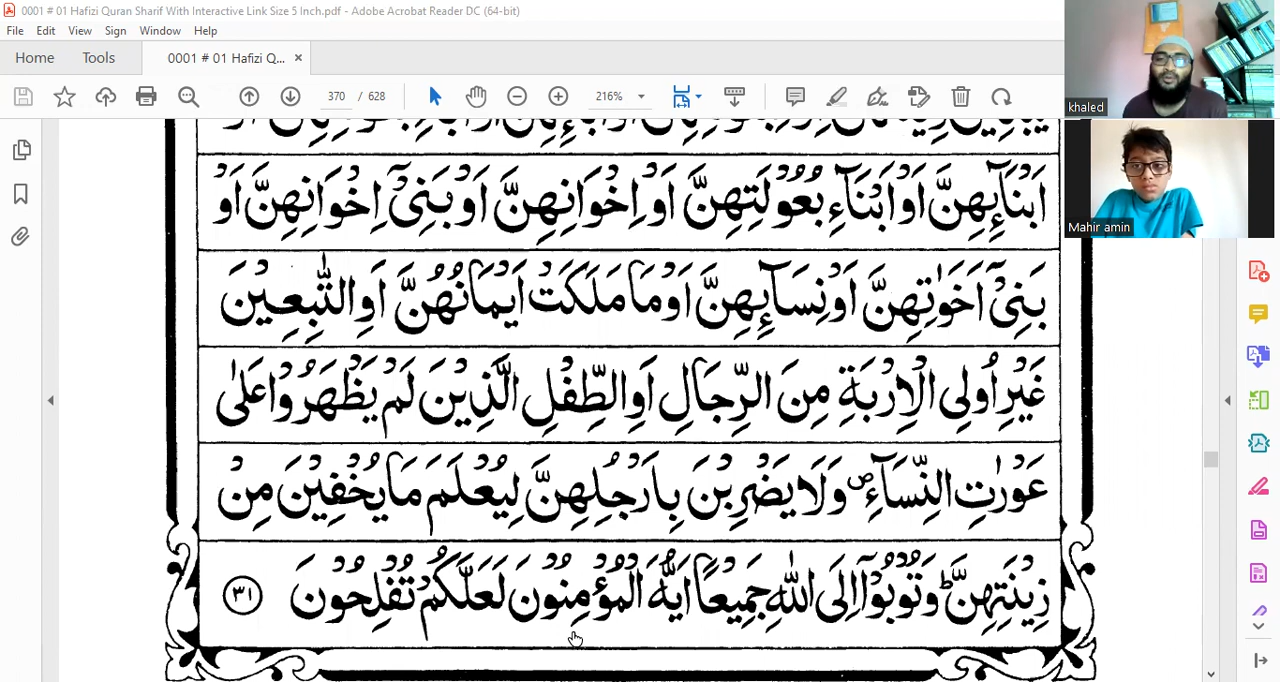 0001 # 01 Hafizi Quran Sharif With Interactive Link Size 5 Inch.pdf - Adobe Acrobat Reader DC (64-bit)
File Edit View Sign Window Help
Home Tools 0001 # 01 Hafizi Q... ×
370 / 628 216%
khaled
Mahir amin
اَبْنَآئِهِنَّ اَوْ اَبْنَآءِ بُعُوْلَتِهِنَّ اَوْ اِخْوَانِهِنَّ اَوْ بَنِیْۤ اِخْوَانِهِنَّ اَوْ
بَنِیْۤ اَخَوٰتِهِنَّ اَوْ نِسَآئِهِنَّ اَوْ مَا مَلَكَتْ اَیْمَانُهُنَّ اَوِ التّٰبِعِیْنَ
غَیْرِ اُولِی الْاِرْبَةِ مِنَ الرِّجَالِ اَوِ الطِّفْلِ الَّذِیْنَ لَمْ یَظْهَرُوْا عَلٰی
عَوْرٰتِ النِّسَآءِ ۪ وَلَا یَضْرِبْنَ بِاَرْجُلِهِنَّ لِیُعْلَمَ مَا یُخْفِیْنَ مِنْ
زِیْنَتِهِنَّ ؕ وَتُوْبُوْۤا اِلَی اللّٰهِ جَمِیْعًا اَیُّهَ الْمُؤْمِنُوْنَ لَعَلَّكُمْ تُفْلِحُوْنَ ۳۱